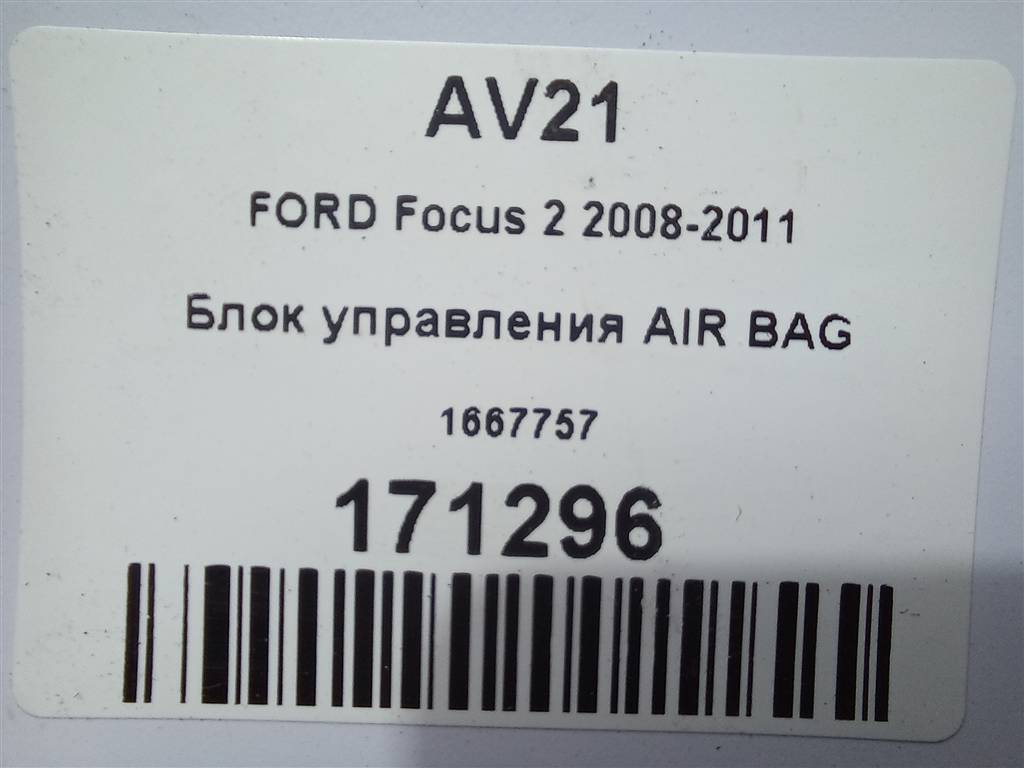 AV21
FORD Focus 2 2008-2011
Блок управления AIR BAG
1667757
171296